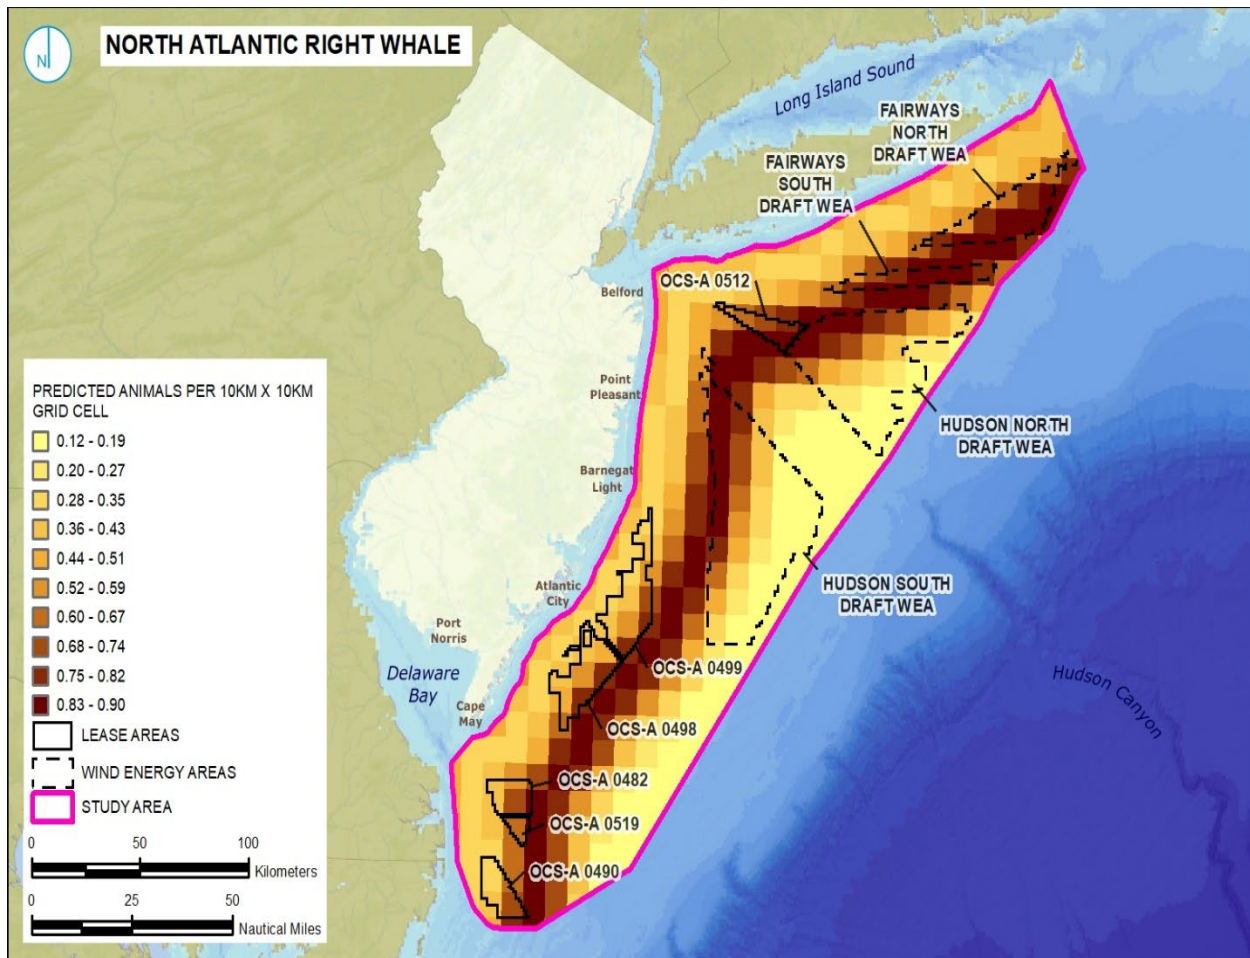 N
NORTH ATLANTIC RIGHT WHALE
Long Island Sound
FAIRWAYS
NORTH
DRAFT WEA
FAIRWAYS
SOUTH
DRAFT WEA
OCS-A 0512
Belford
Point
Pleasant
HUDSON NORTH
DRAFT WEA
Barnegat
Light
HUDSON SOUTH
DRAFT WEA
Atlantic
City
Port
Norris
OCS-A 0499
Delaware
Bay
Cape
May
Hudson Canyon
OCS-A 0498
OCS-A 0482
OCS-A 0519
OCS-A 0490
PREDICTED ANIMALS PER 10KM X 10KM
GRID CELL
0.12 - 0.19
0.20 - 0.27
0.28 - 0.35
0.36 - 0.43
0.44 - 0.51
0.52 - 0.59
0.60 - 0.67
0.68 - 0.74
0.75 - 0.82
0.83 - 0.90
LEASE AREAS
WIND ENERGY AREAS
STUDY AREA
0 50 100
Kilometers
0 25 50
Nautical Miles